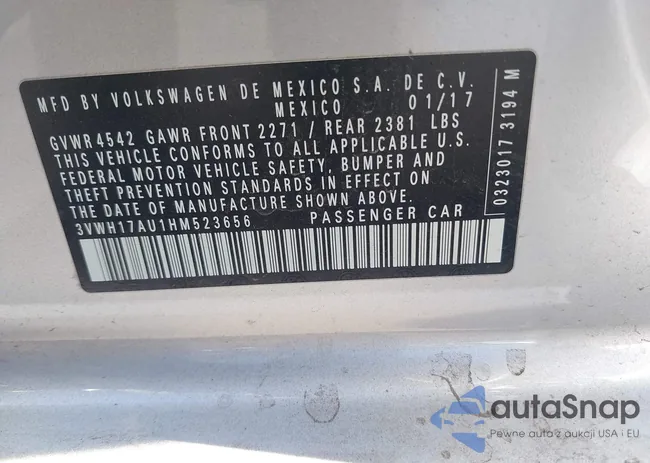 MFD BY VOLKSWAGEN DE MEXICO S.A. DE C.V.
MEXICO 01/17
GVWR 4542 GAWR FRONT 2271 / REAR 2381 LBS
THIS VEHICLE CONFORMS TO ALL APPLICABLE U.S.
FEDERAL MOTOR VEHICLE SAFETY, BUMPER AND
THEFT PREVENTION STANDARDS IN EFFECT ON
THE DATE OF MANUFACTURE SHOWN ABOVE.
3VWH17AU1HM523656 PASSENGER CAR
0323017 3194 M
autaSnap
Pewne auta z aukcji USA i EU